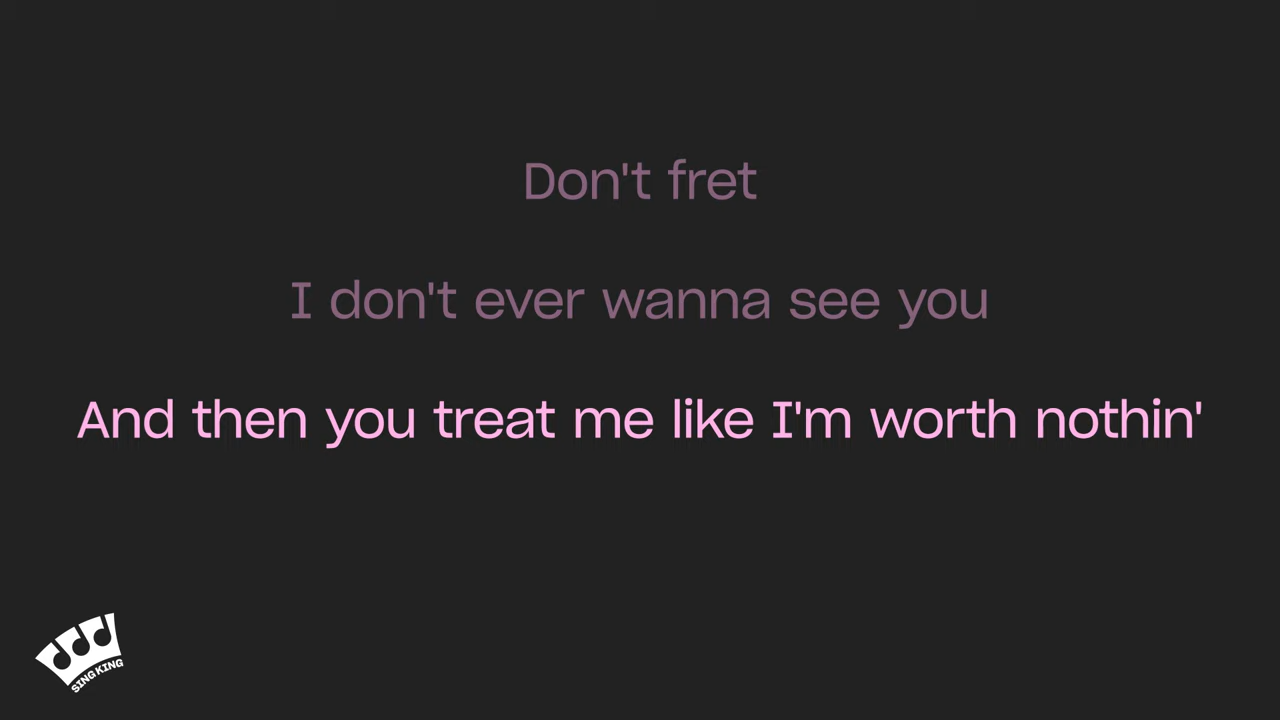 Don't fret
I don't ever wanna see you
And then you treat me like I'm worth nothin'
SING KING